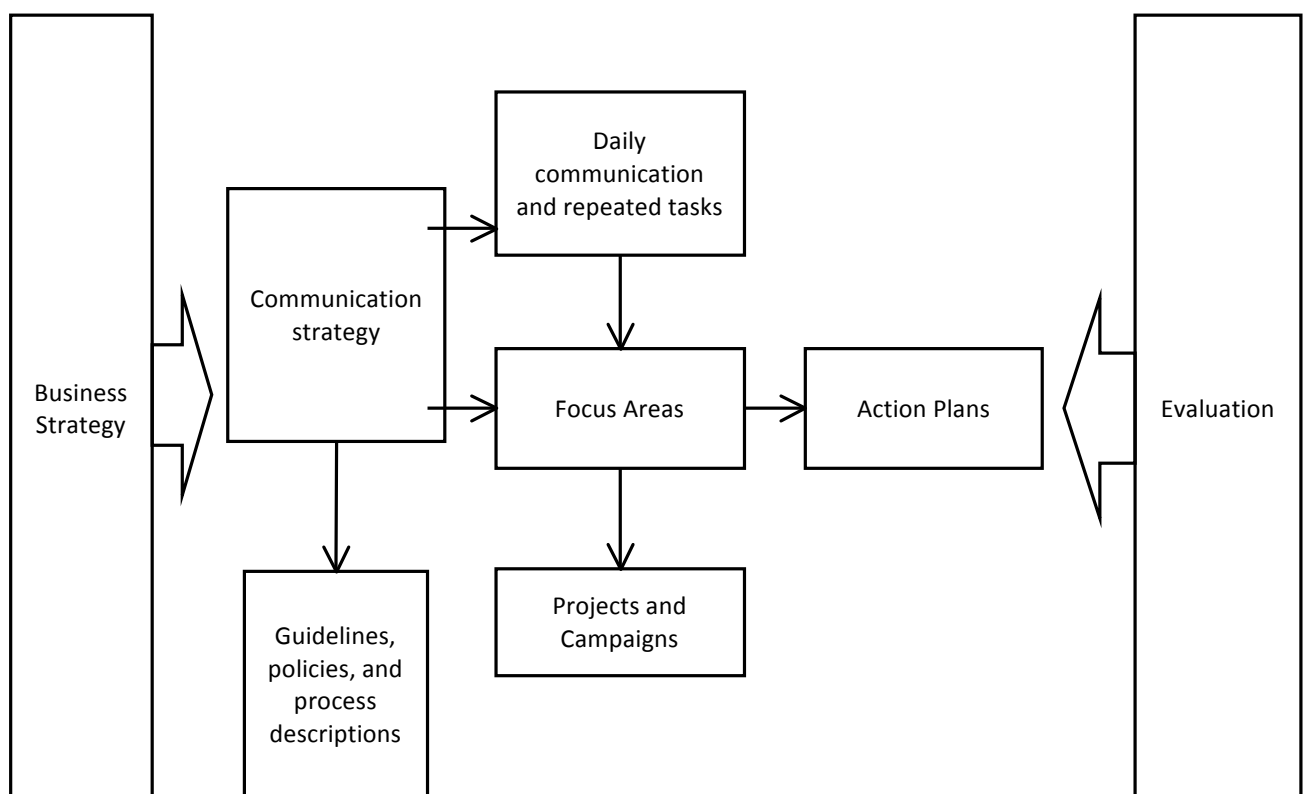 Daily
communication
and repeated tasks
Communication
strategy
Business
Strategy
Focus Areas
Action Plans
Evaluation
Guidelines,
policies, and
process
descriptions
Projects and
Campaigns